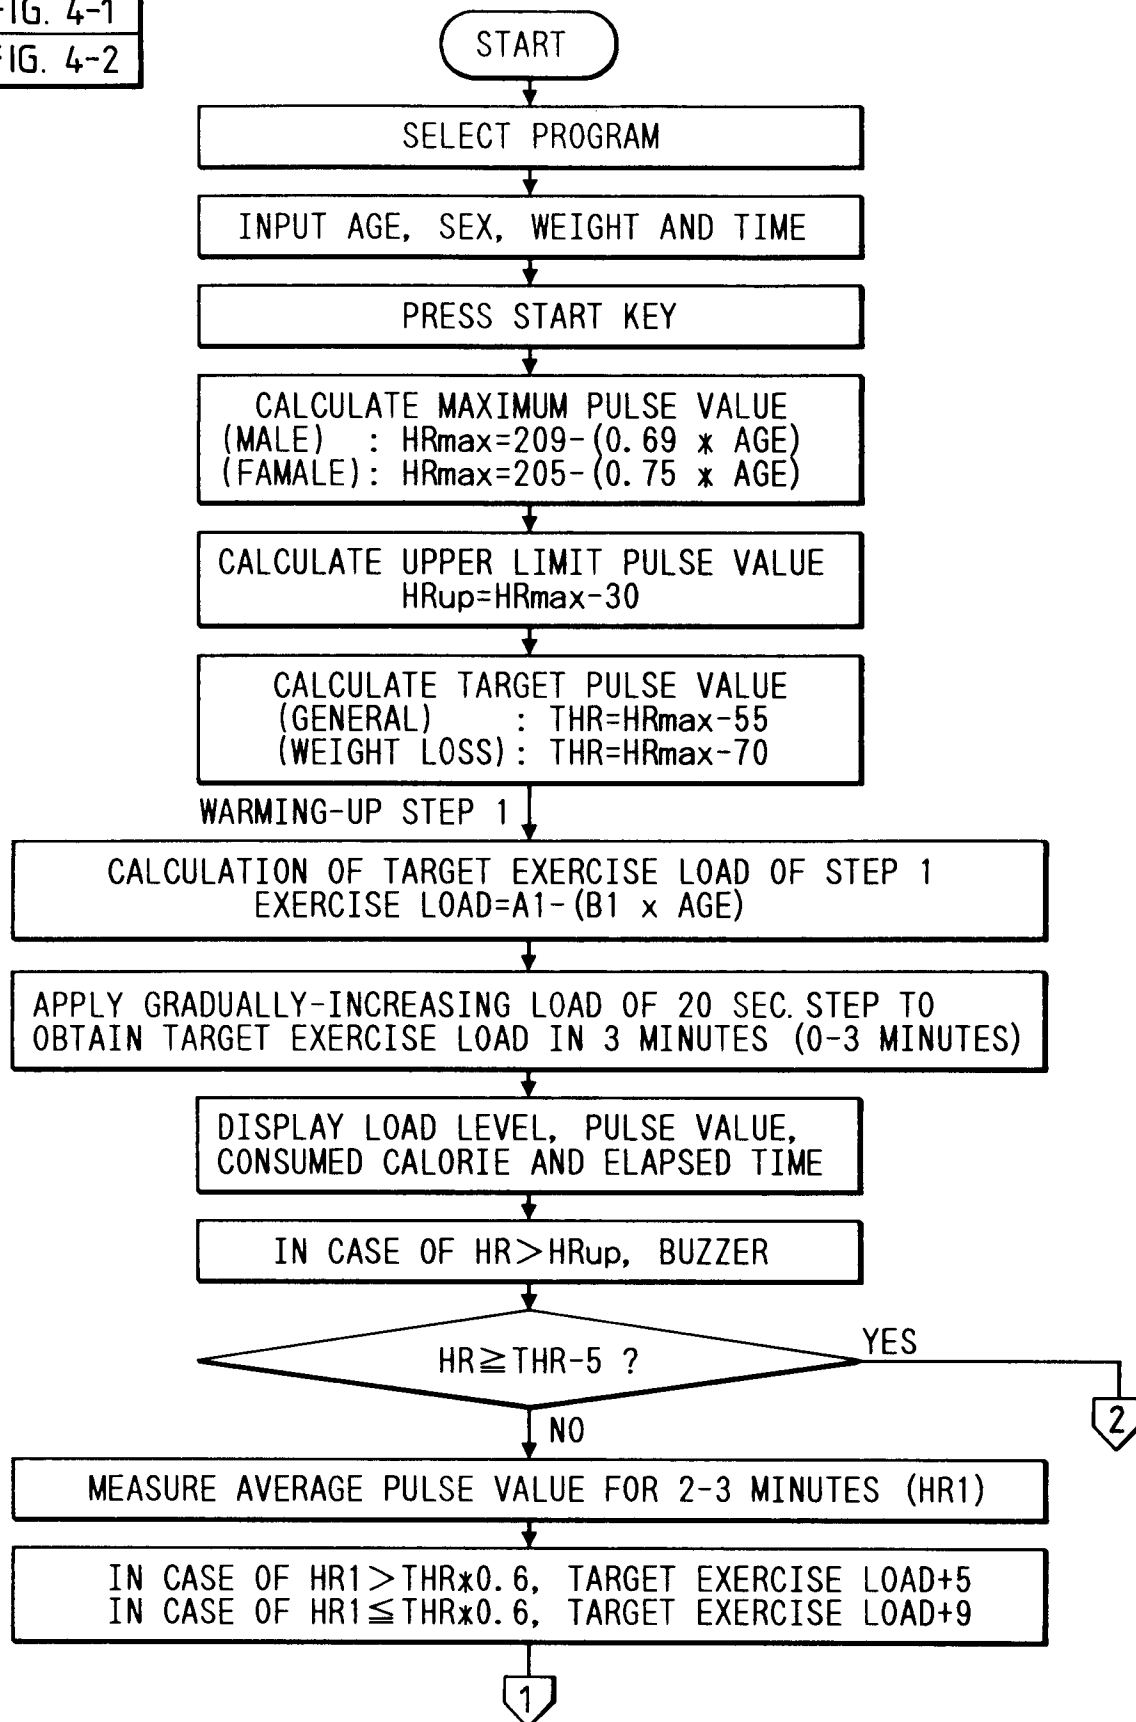 FIG. 4-1
FIG. 4-2
START
SELECT PROGRAM
INPUT AGE, SEX, WEIGHT AND TIME
PRESS START KEY
CALCULATE MAXIMUM PULSE VALUE
(MALE) : HRmax=209-(0.69 * AGE)
(FAMALE): HRmax=205-(0.75 * AGE)
CALCULATE UPPER LIMIT PULSE VALUE
HRup=HRmax-30
CALCULATE TARGET PULSE VALUE
(GENERAL) : THR=HRmax-55
(WEIGHT LOSS): THR=HRmax-70
WARMING-UP STEP 1
CALCULATION OF TARGET EXERCISE LOAD OF STEP 1
EXERCISE LOAD=A1-(B1 x AGE)
APPLY GRADUALLY-INCREASING LOAD OF 20 SEC. STEP TO
OBTAIN TARGET EXERCISE LOAD IN 3 MINUTES (0-3 MINUTES)
DISPLAY LOAD LEVEL, PULSE VALUE,
CONSUMED CALORIE AND ELAPSED TIME
IN CASE OF HR>HRup, BUZZER
HR≧THR-5 ?
YES
2
NO
MEASURE AVERAGE PULSE VALUE FOR 2-3 MINUTES (HR1)
IN CASE OF HR1>THR*0.6, TARGET EXERCISE LOAD+5
IN CASE OF HR1≦THR*0.6, TARGET EXERCISE LOAD+9
1